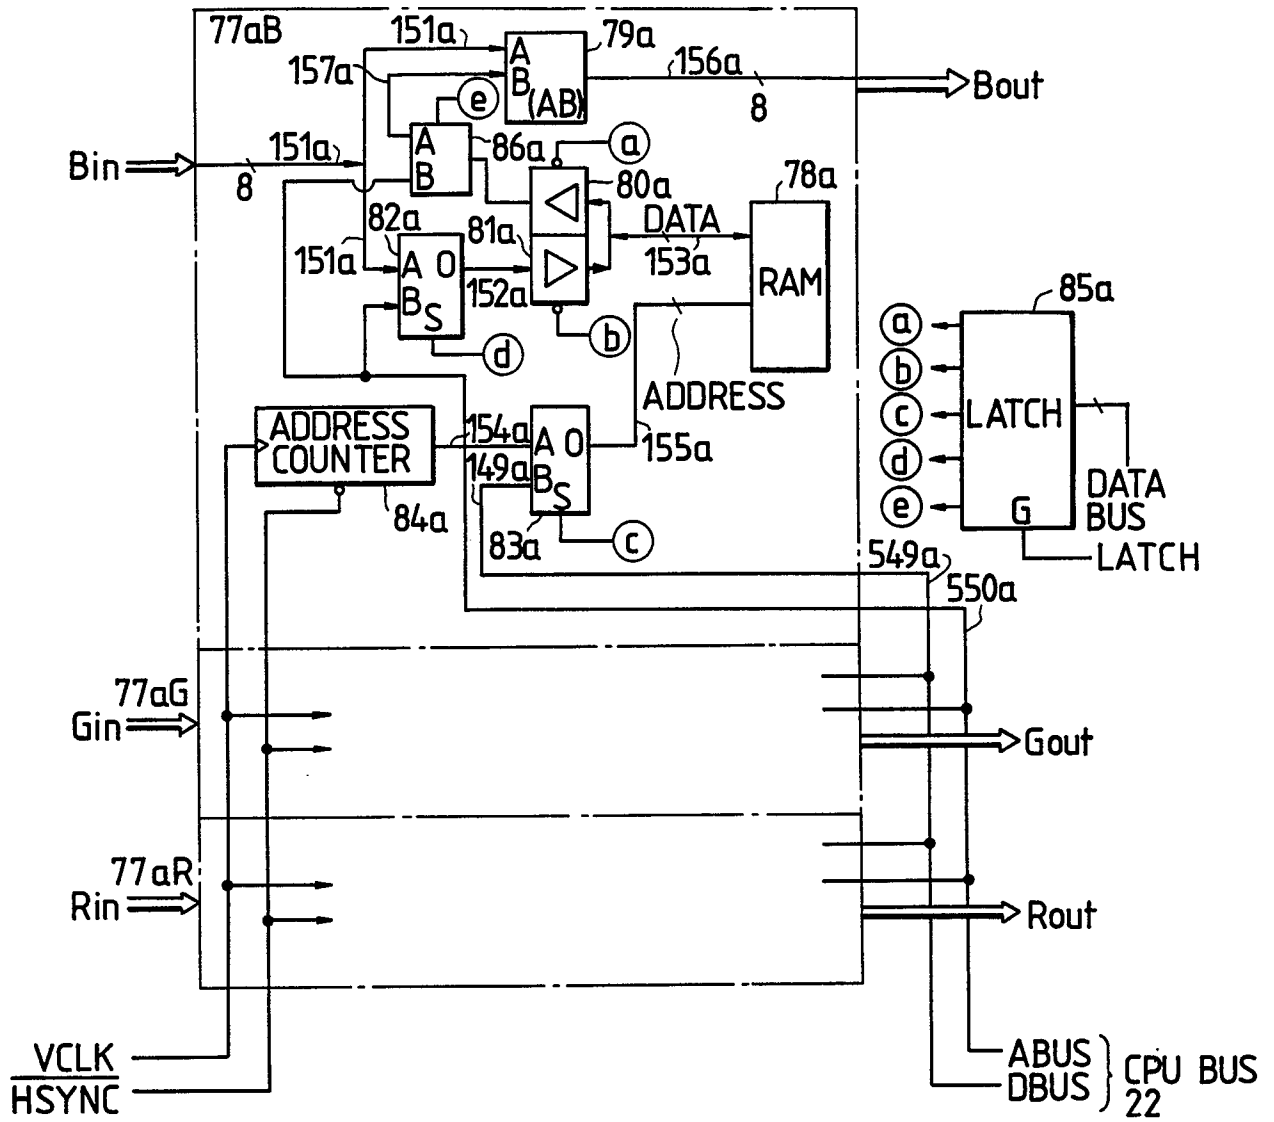 77aB
151a
79a
157a
A
B
(AB)
156a
8
Bout
e
Bin
8
151a
A
B
86a
a
80a
78a
82a
81a
DATA
153a
RAM
151a
A O
B
S
152a
b
d
ADDRESS
155a
85a
a
b
c
d
e
LATCH
G
DATA
BUS
LATCH
ADDRESS
COUNTER
84a
154a
149a
A O
B
S
83a
c
549a
550a
77aG
Gin
Gout
77aR
Rin
Rout
VCLK
HSYNC
ABUS
DBUS
CPU BUS
22